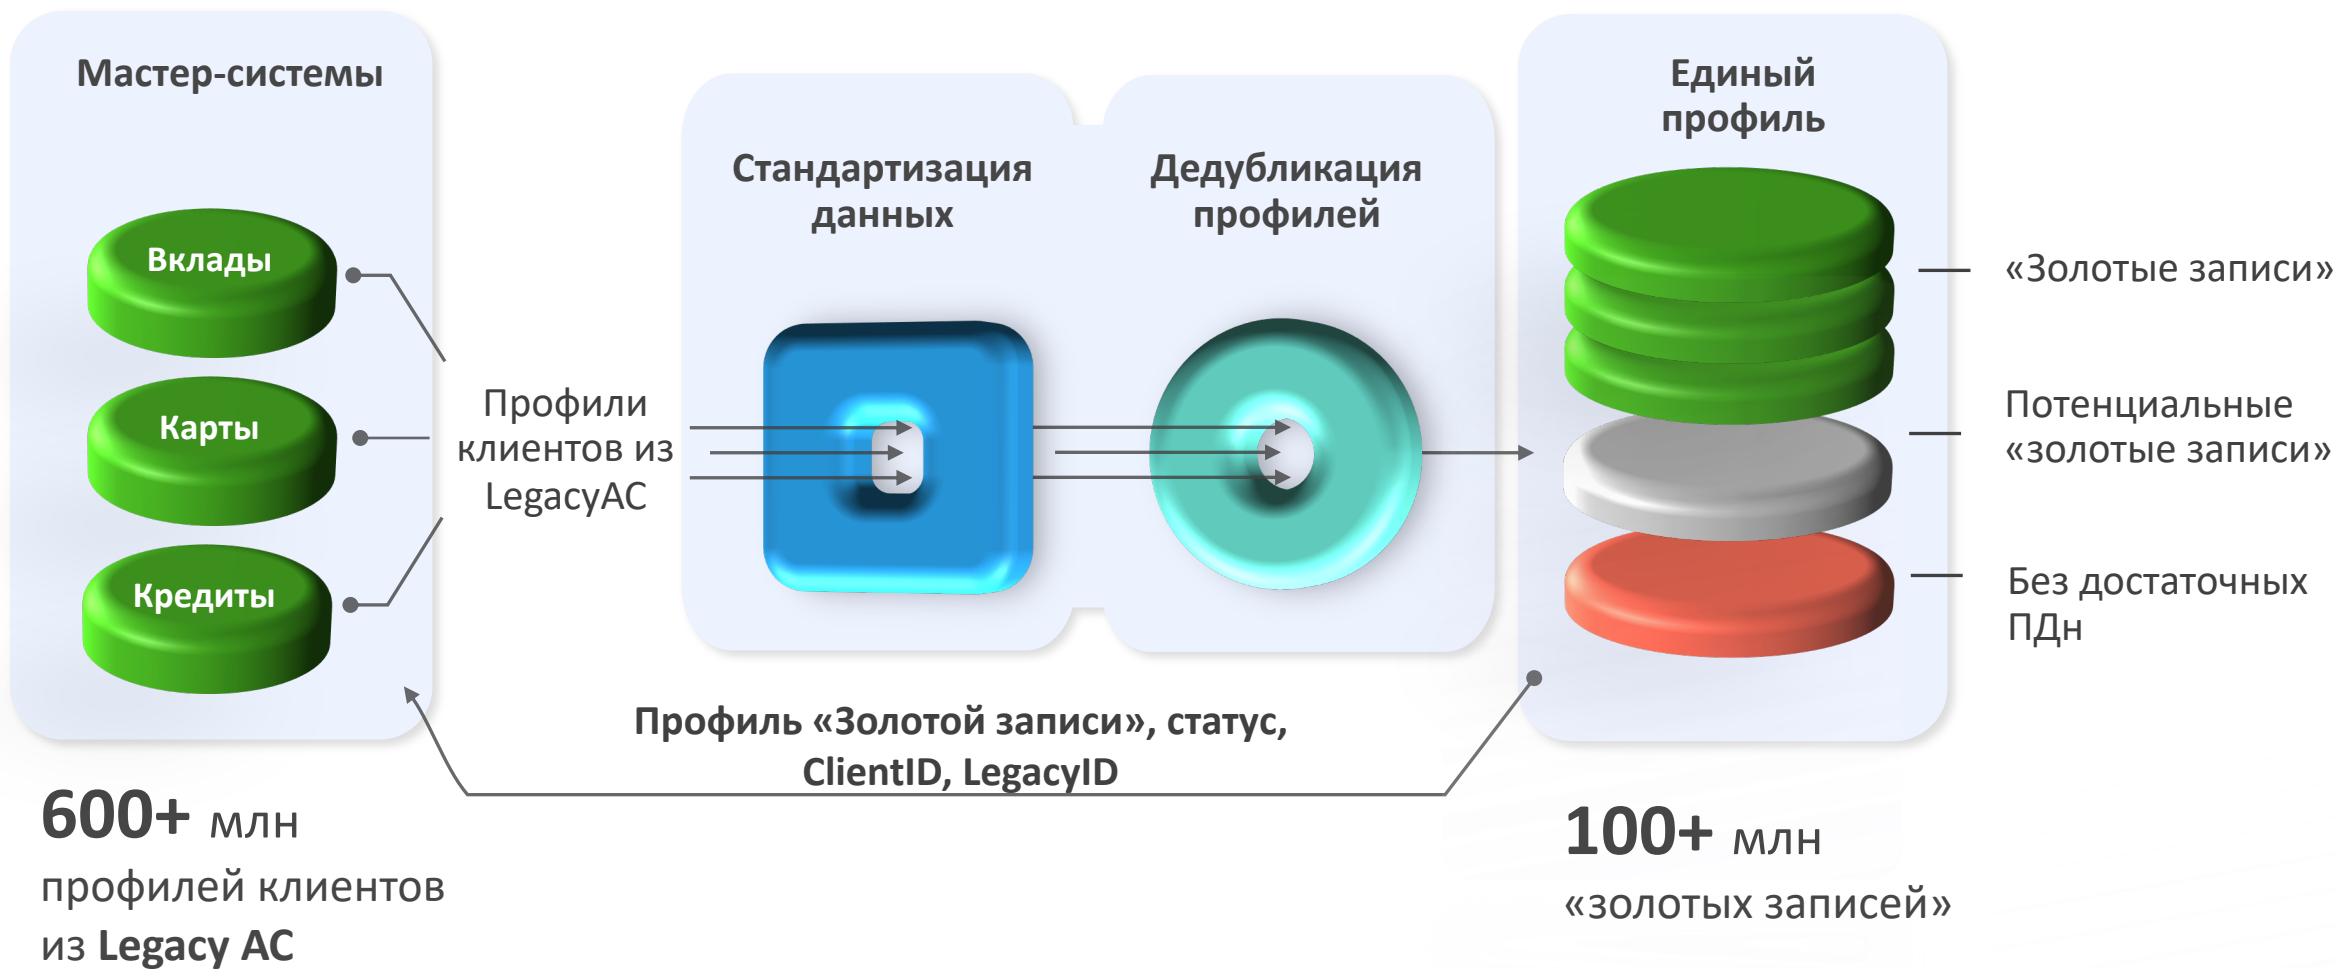 Мастер-системы
Вклады
Карты
Кредиты
Профили
клиентов из
LegacyАС
Стандартизация
данных
Дедубликация
профилей
Единый
профиль
«Золотые записи»
Потенциальные
«золотые записи»
Без достаточных
ПДн
Профиль «Золотой записи», статус,
ClientID, LegacyID
600+ млн
профилей клиентов
из Legacy АС
100+ млн
«золотых записей»